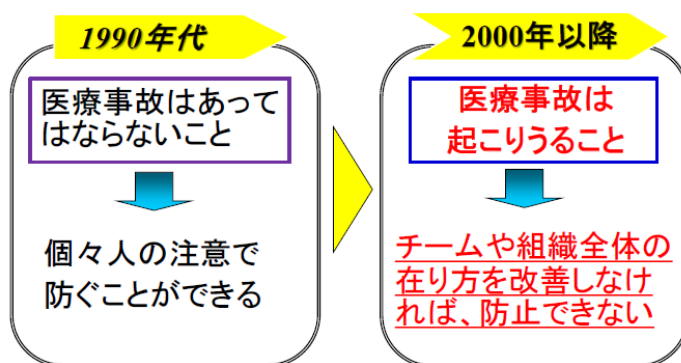 1990年代
医療事故はあって
はならないこと
個々人の注意で
防ぐことができる
2000年以降
医療事故は
起こりうること
チームや組織全体の
在り方を改善しなけ
れば、防止できない